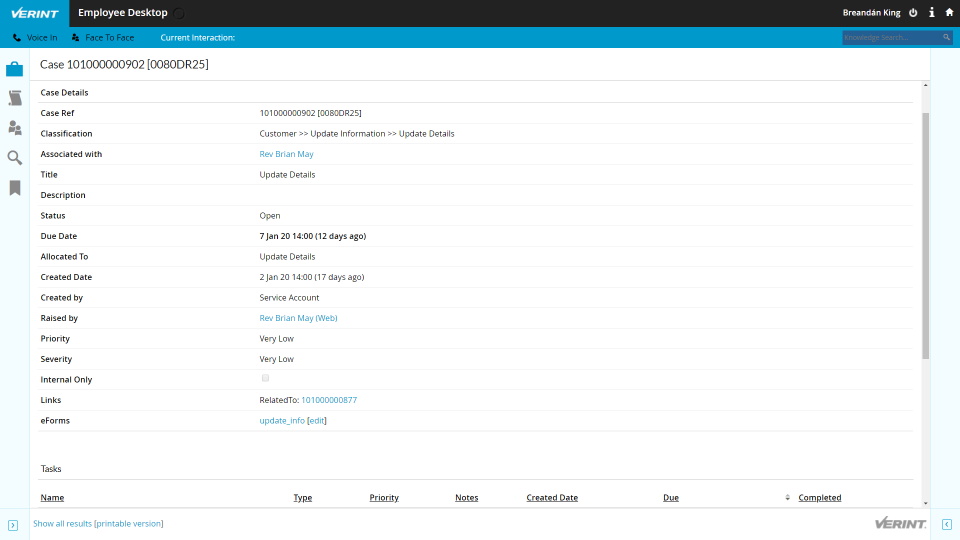 VERINT Employee Desktop Breandán King
Voice In Face To Face Current Interaction: Knowledge Search...
Case 101000000902 [0080DR25]
Case Details
Case Ref 101000000902 [0080DR25]
Classification Customer >> Update Information >> Update Details
Associated with Rev Brian May
Title Update Details
Description
Status Open
Due Date 7 Jan 20 14:00 (12 days ago)
Allocated To Update Details
Created Date 2 Jan 20 14:00 (17 days ago)
Created by Service Account
Raised by Rev Brian May (Web)
Priority Very Low
Severity Very Low
Internal Only
Links RelatedTo: 101000000877
eForms update_info [edit]
Tasks
Name Type Priority Notes Created Date Due Completed
Show all results [printable version] VERINT.